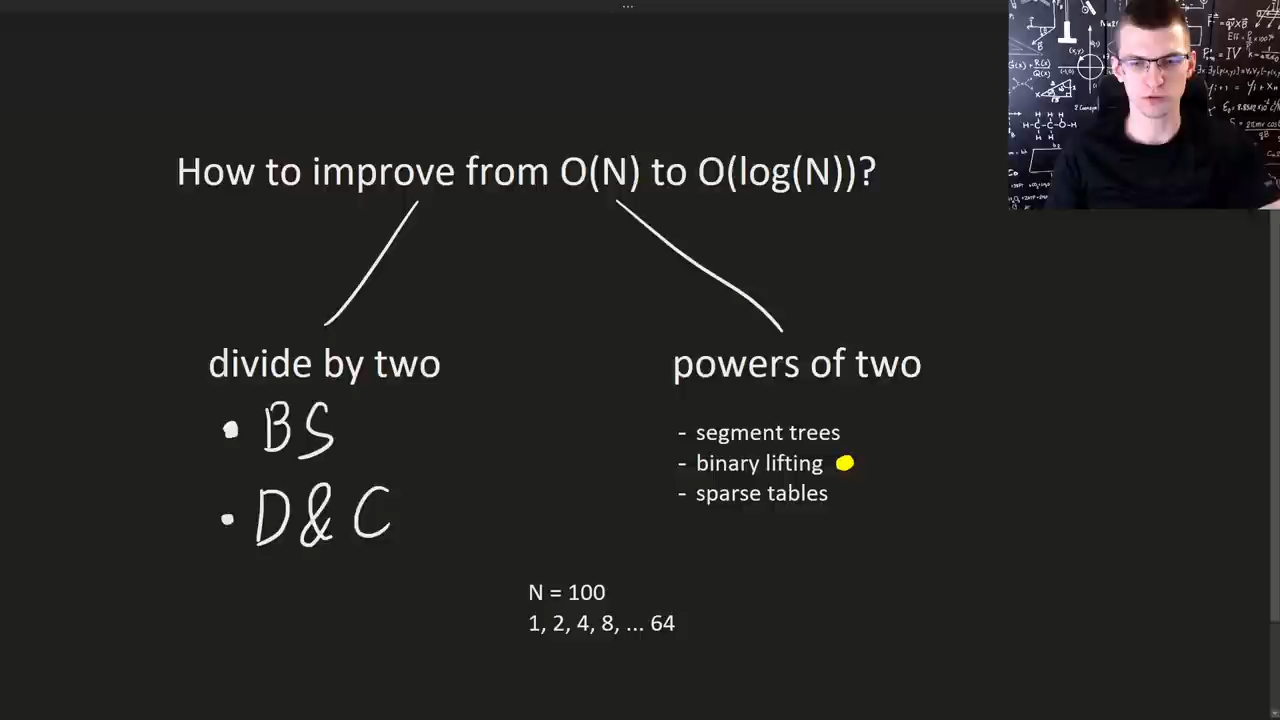 How to improve from O(N) to O(log(N))?
divide by two
• BS
• D&C
powers of two
- segment trees
- binary lifting
- sparse tables
N = 100
1, 2, 4, 8, ... 64